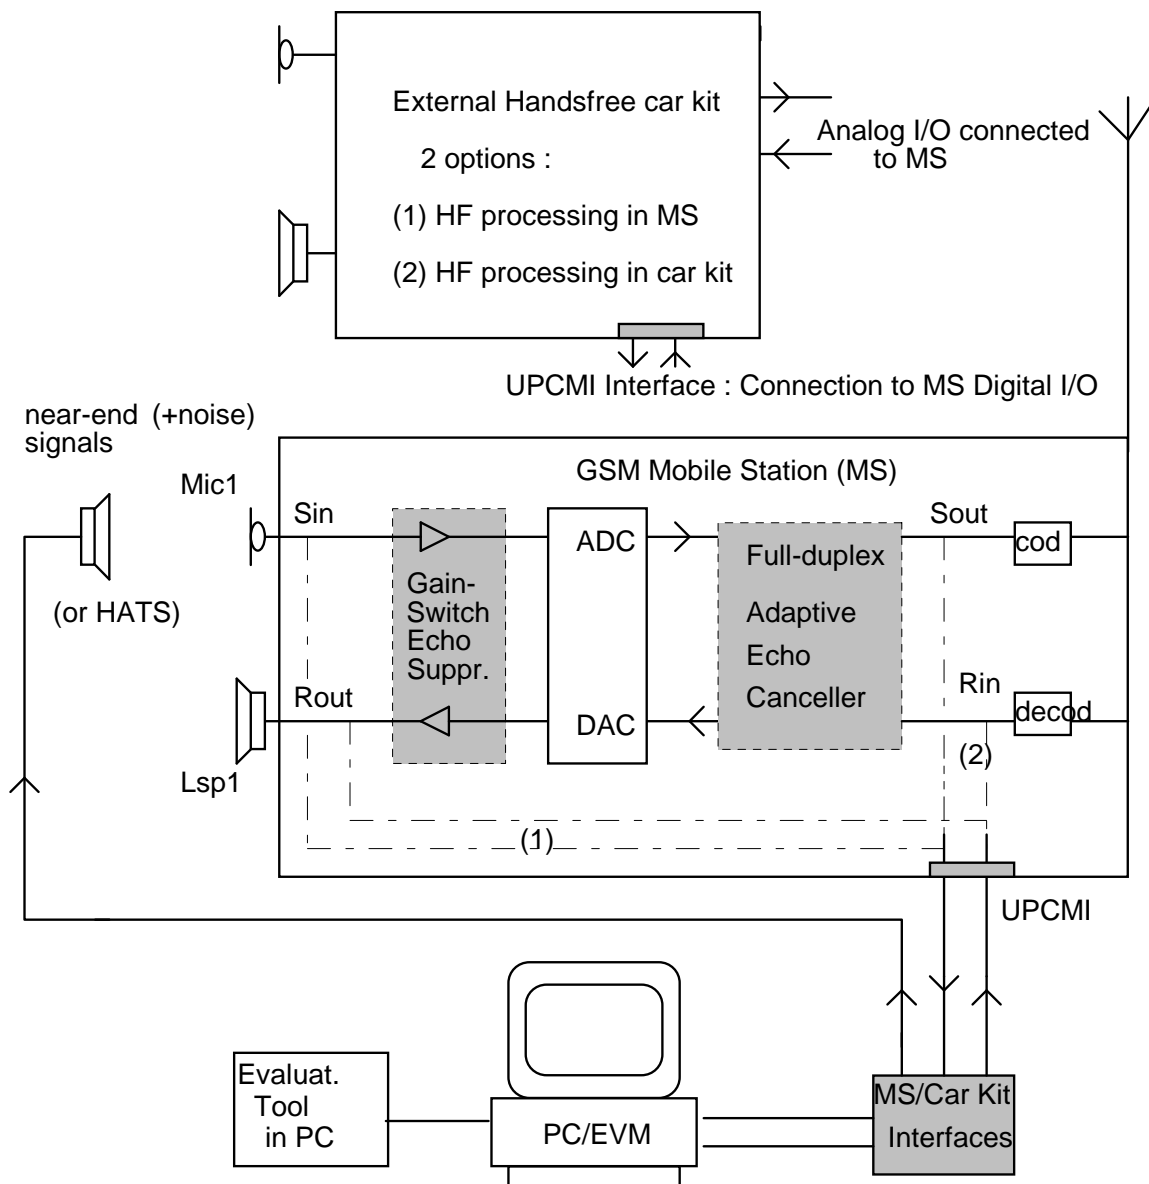 External Handsfree car kit
2 options :
(1) HF processing in MS
(2) HF processing in car kit
Analog I/O connected
to MS
UPCMI Interface : Connection to MS Digital I/O
near-end (+noise)
signals
(or HATS)
GSM Mobile Station (MS)
Mic1
Sin
Gain-
Switch
Echo
Suppr.
ADC
DAC
Full-duplex
Adaptive
Echo
Canceller
Sout
cod
Rout
Rin
decod
Lsp1
(2)
(1)
UPCMI
Evaluat.
Tool
in PC
PC/EVM
MS/Car Kit
Interfaces